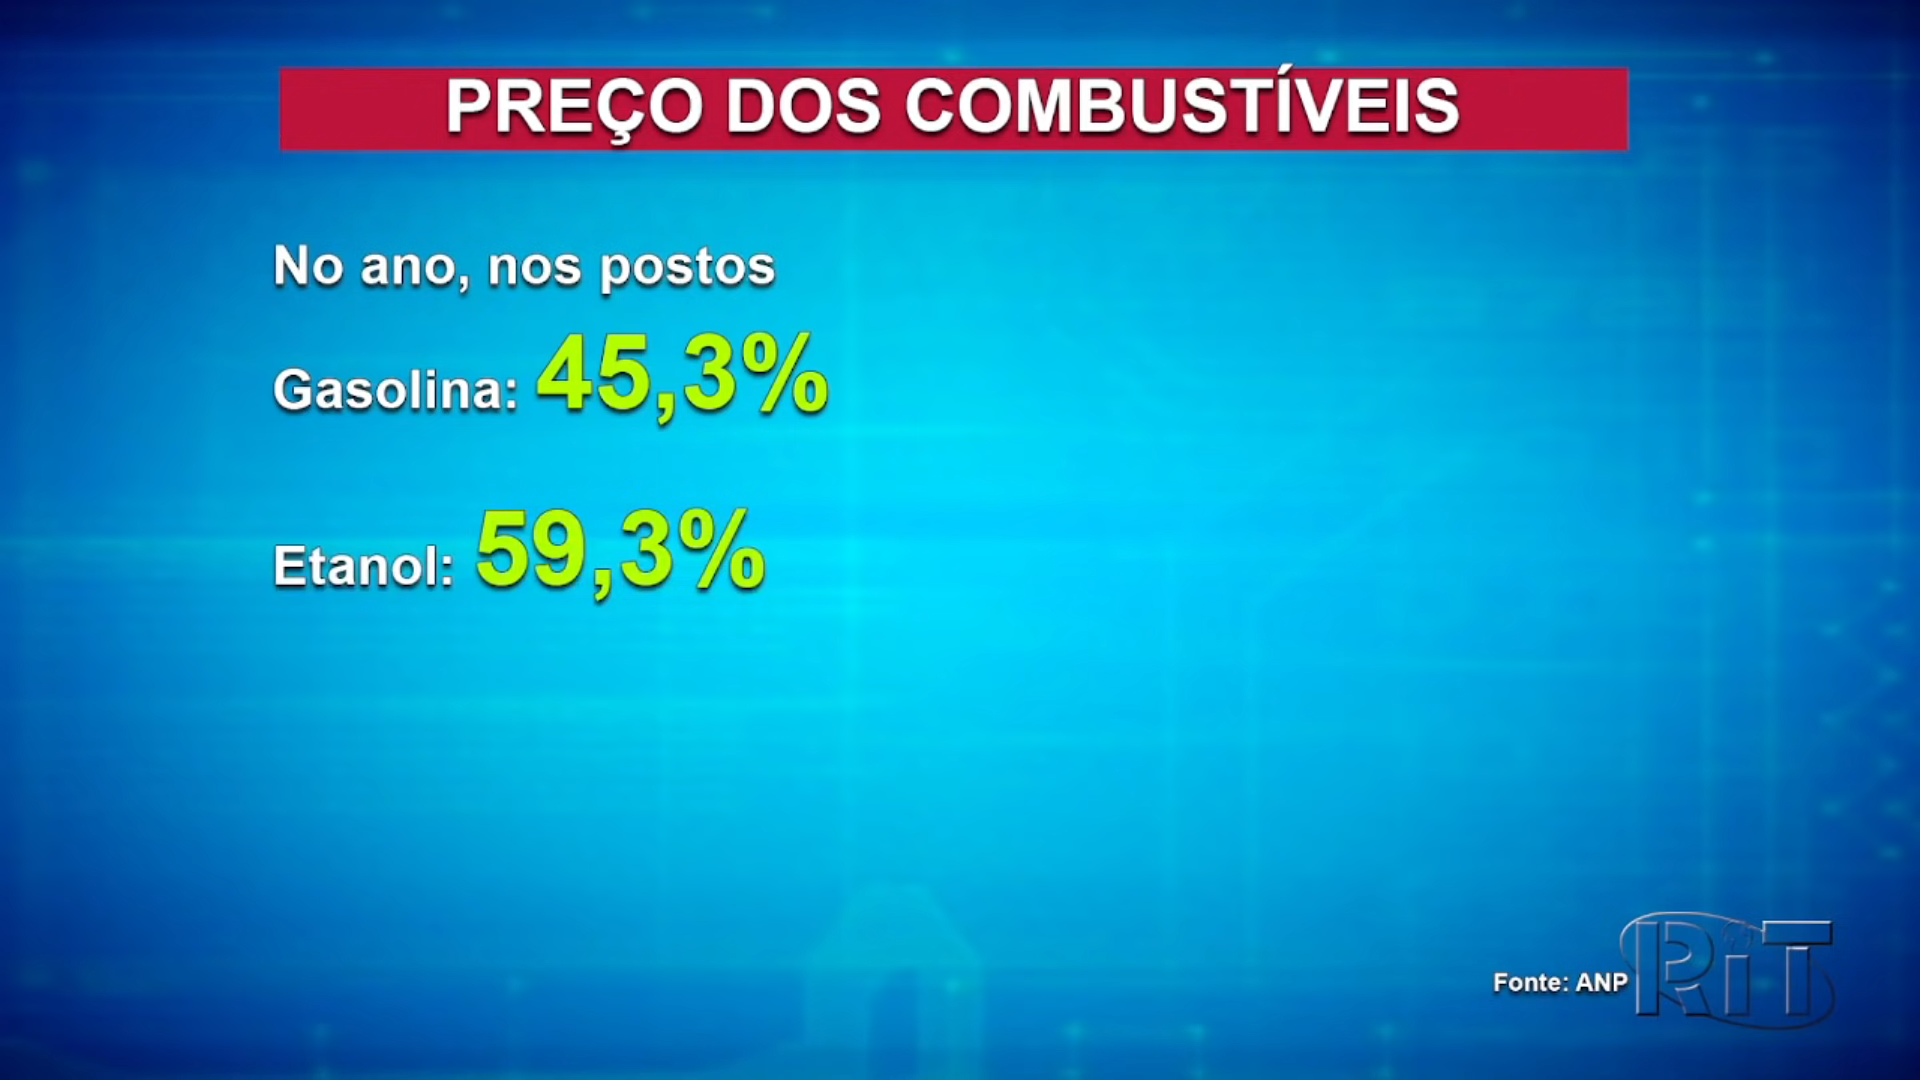 PREÇO DOS COMBUSTÍVEIS
No ano, nos postos
Gasolina: 45,3%
Etanol: 59,3%
Fonte: ANP
RiT